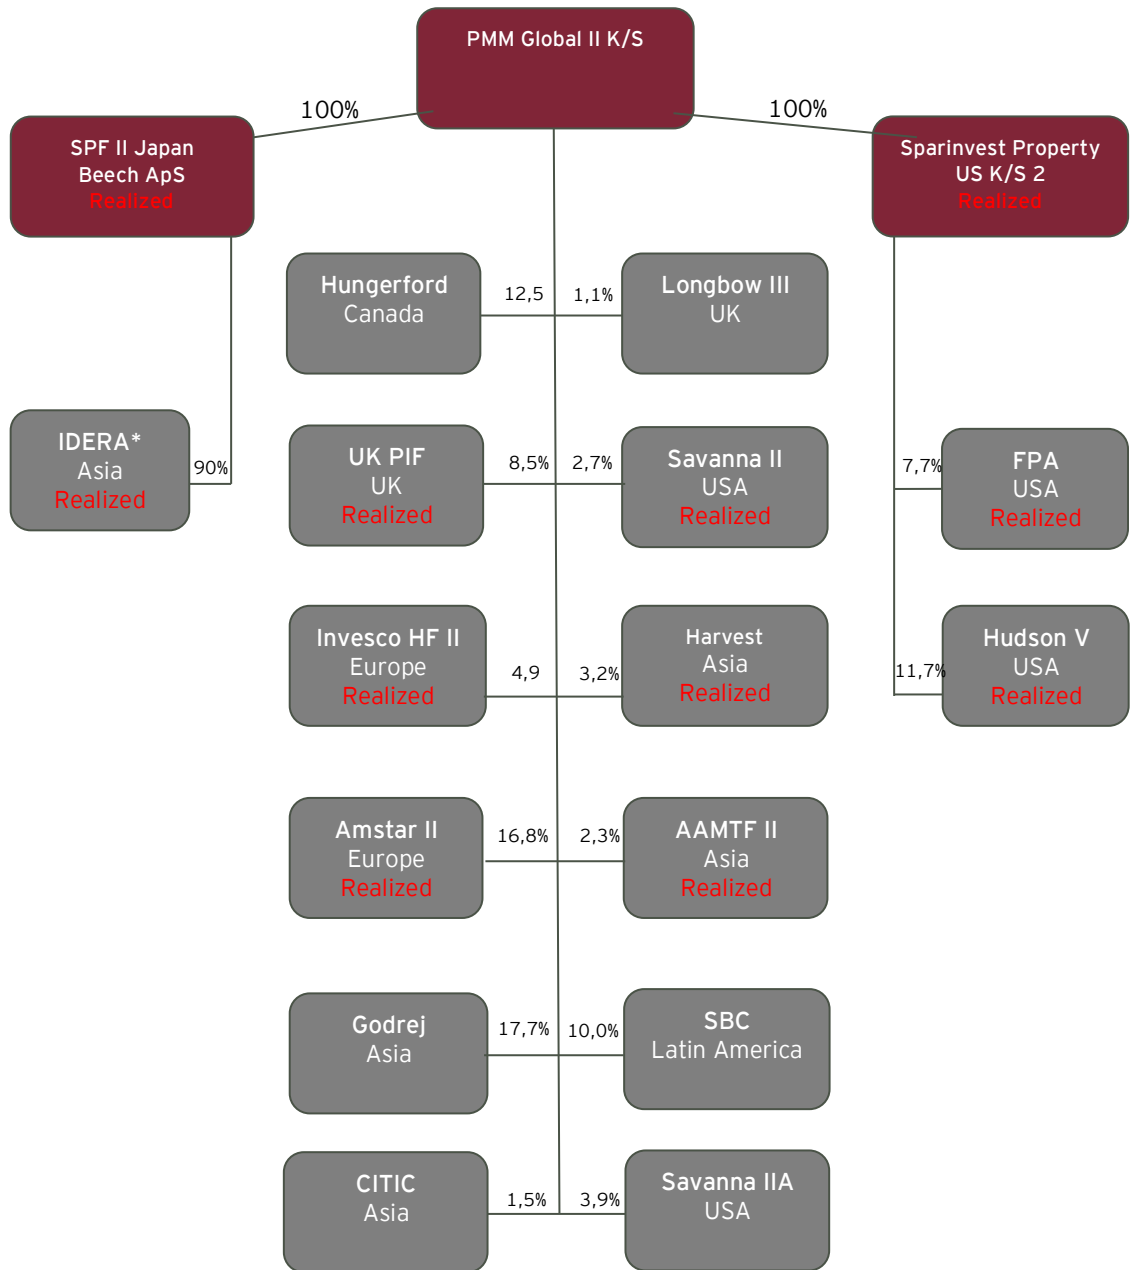 PMM Global II K/S
100%
100%
SPF II Japan
Beech ApS
Realized
Sparinvest Property
US K/S 2
Realized
Hungerford
Canada
12,5
1,1%
Longbow III
UK
IDERA*
Asia
Realized
90%
UK PIF
UK
Realized
8,5%
2,7%
Savanna II
USA
Realized
7,7%
FPA
USA
Realized
Invesco HF II
Europe
Realized
4,9
3,2%
Harvest
Asia
Realized
11,7%
Hudson V
USA
Realized
Amstar II
Europe
Realized
16,8%
2,3%
AAMTF II
Asia
Realized
Godrej
Asia
17,7%
10,0%
SBC
Latin America
CITIC
Asia
1,5%
3,9%
Savanna IIA
USA